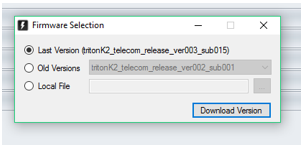 Firmware Selection
Last Version (tritonK2_telecom_release_ver003_sub015)
Old Versions tritonK2_telecom_release_ver002_sub001
Local File ...
Download Version